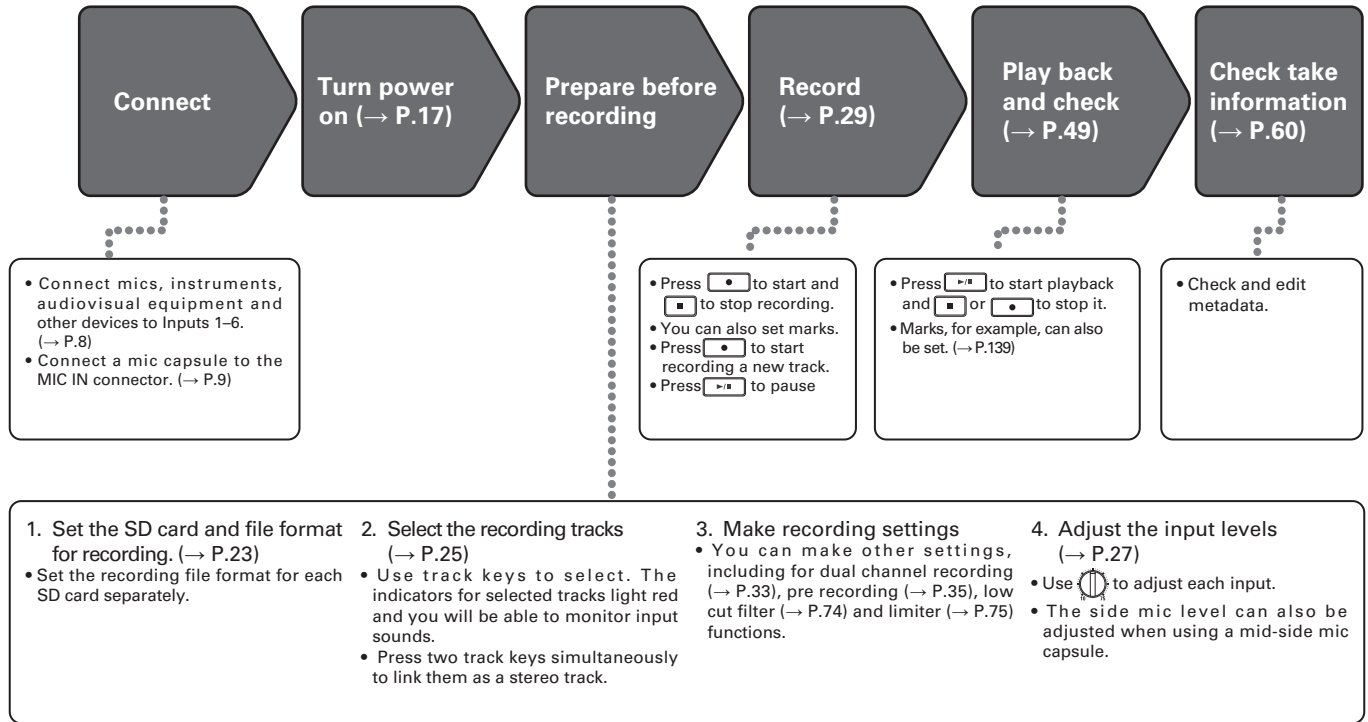 Connect
Turn power
on (→ P.17)
Prepare before
recording
Record
(→ P.29)
Play back
and check
(→ P.49)
Check take
information
(→ P.60)
• Connect mics, instruments,
audiovisual equipment and
other devices to Inputs 1–6.
(→ P.8)
• Connect a mic capsule to the
MIC IN connector. (→ P.9)
• Press to start and
to stop recording.
• You can also set marks.
• Press to start
recording a new track.
• Press to pause
• Press to start playback
and or to stop it.
• Marks, for example, can also
be set. (→P.139)
• Check and edit
metadata.
1. Set the SD card and file format
for recording. (→ P.23)
• Set the recording file format for each
SD card separately.
2. Select the recording tracks
(→ P.25)
• Use track keys to select. The
indicators for selected tracks light red
and you will be able to monitor input
sounds.
• Press two track keys simultaneously
to link them as a stereo track.
3. Make recording settings
• You can make other settings,
including for dual channel recording
(→ P.33), pre recording (→ P.35), low
cut filter (→ P.74) and limiter (→ P.75)
functions.
4. Adjust the input levels
(→ P.27)
• Use to adjust each input.
• The side mic level can also be
adjusted when using a mid-side mic
capsule.